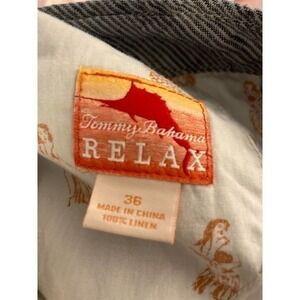 Tommy Bahama
RELAX
36
MADE IN CHINA
100% LINEN